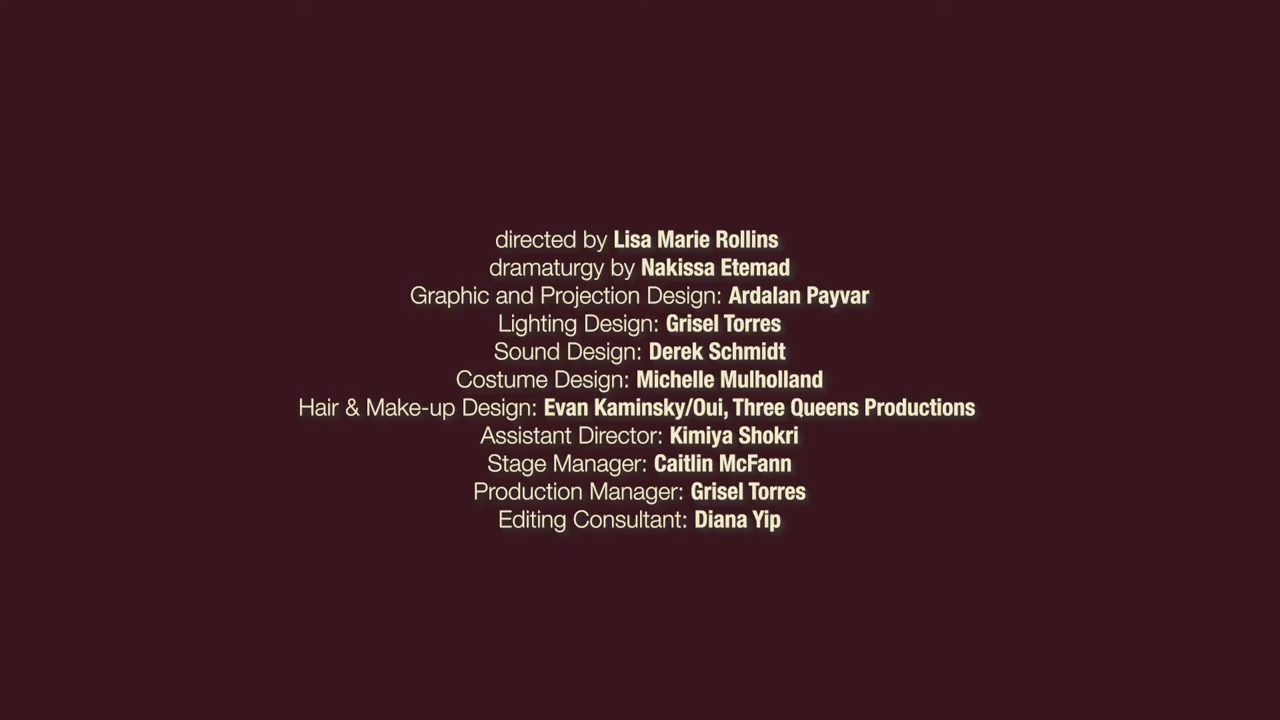 directed by Lisa Marie Rollins
dramaturgy by Nakissa Etemad
Graphic and Projection Design: Ardalan Payvar
Lighting Design: Grisel Torres
Sound Design: Derek Schmidt
Costume Design: Michelle Mulholland
Hair & Make-up Design: Evan Kaminsky/Oui, Three Queens Productions
Assistant Director: Kimiya Shokri
Stage Manager: Caitlin McFann
Production Manager: Grisel Torres
Editing Consultant: Diana Yip